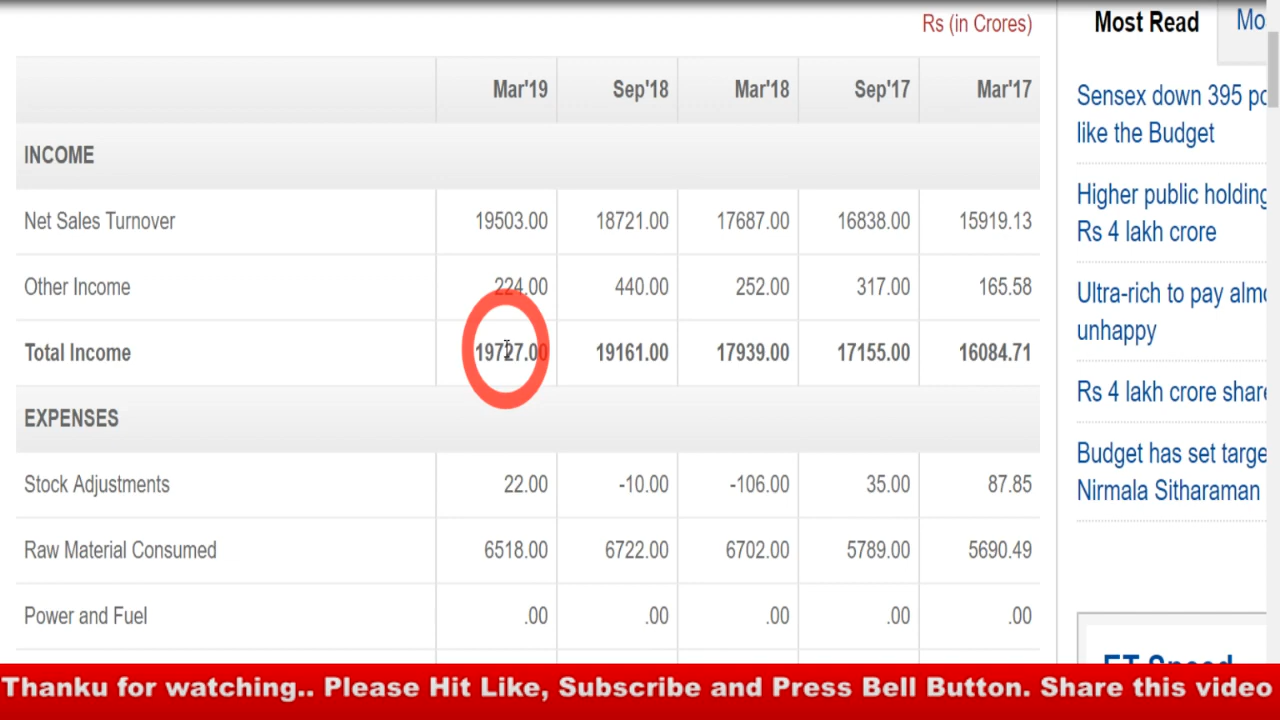 Rs (in Crores)
Mar'19 Sep'18 Mar'18 Sep'17 Mar'17
INCOME
Net Sales Turnover 19503.00 18721.00 17687.00 16838.00 15919.13
Other Income 224.00 440.00 252.00 317.00 165.58
Total Income 19727.00 19161.00 17939.00 17155.00 16084.71
EXPENSES
Stock Adjustments 22.00 -10.00 -106.00 35.00 87.85
Raw Material Consumed 6518.00 6722.00 6702.00 5789.00 5690.49
Power and Fuel .00 .00 .00 .00 .00
Most Read Mo
Sensex down 395 po
like the Budget
Higher public holding
Rs 4 lakh crore
Ultra-rich to pay almo
unhappy
Rs 4 lakh crore share
Budget has set targe
Nirmala Sitharaman
ET Speed
Thanku for watching.. Please Hit Like, Subscribe and Press Bell Button. Share this video